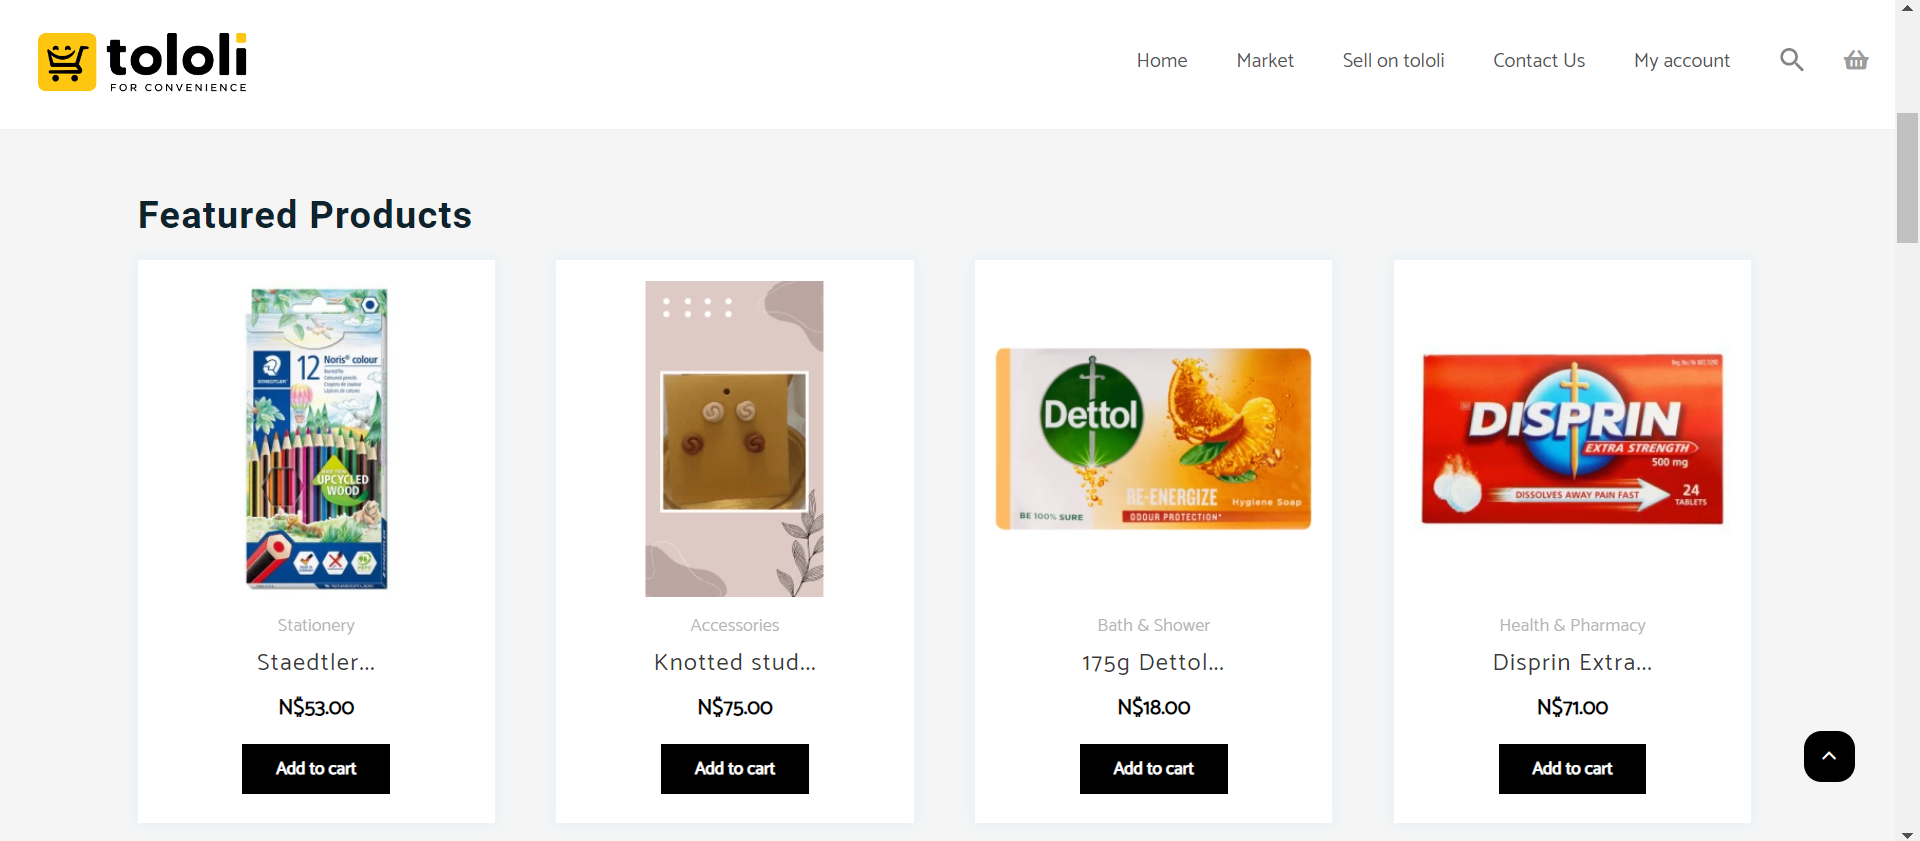 tololi
FOR CONVENIENCE
Home
Market
Sell on tololi
Contact Us
My account
Featured Products
STAEDTLER
12
Noris® colour
UPCYCLED
WOOD
Stationery
Staedtler...
N$53.00
Add to cart
Accessories
Knotted stud...
N$75.00
Add to cart
Dettol
RE-ENERGIZE
Hygiene Soap
BE 100% SURE
ODOUR PROTECTION*
Bath & Shower
175g Dettol...
N$18.00
Add to cart
DISPRIN
EXTRA STRENGTH
500 mg
DISSOLVES AWAY PAIN FAST
24
TABLETS
Health & Pharmacy
Disprin Extra...
N$71.00
Add to cart